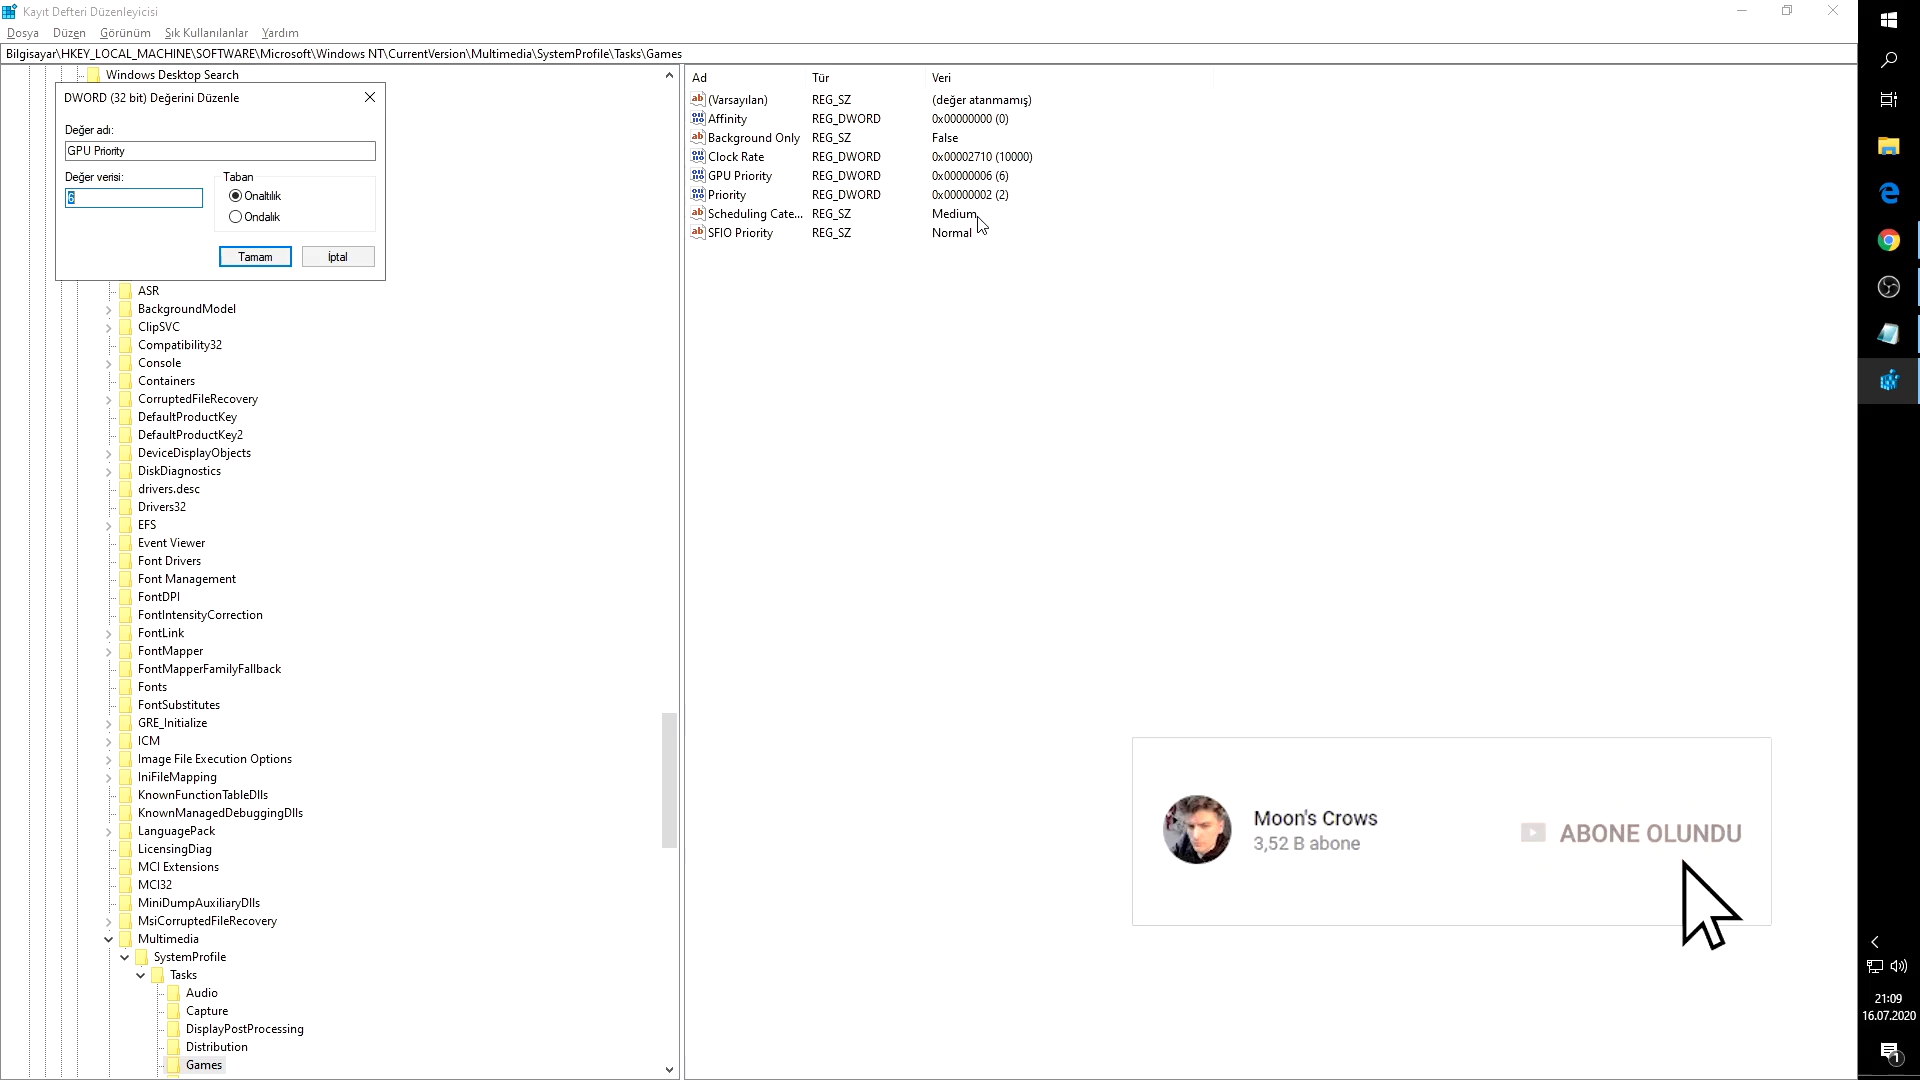 Kayıt Defteri Düzenleyicisi
Dosya Düzen Görünüm Sık Kullanılanlar Yardım
Bilgisayar\HKEY_LOCAL_MACHINE\SOFTWARE\Microsoft\Windows NT\CurrentVersion\Multimedia\SystemProfile\Tasks\Games
Windows Desktop Search
DWORD (32 bit) Değerini Düzenle
Değer adı:
GPU Priority
Değer verisi:
6
Taban
Onaltılık
Ondalık
Tamam İptal
ASR
BackgroundModel
ClipSVC
Compatibility32
Console
Containers
CorruptedFileRecovery
DefaultProductKey
DefaultProductKey2
DeviceDisplayObjects
DiskDiagnostics
drivers.desc
Drivers32
EFS
Event Viewer
Font Drivers
Font Management
FontDPI
FontIntensityCorrection
FontLink
FontMapper
FontMapperFamilyFallback
Fonts
FontSubstitutes
GRE_Initialize
ICM
Image File Execution Options
IniFileMapping
KnownFunctionTableDlls
KnownManagedDebuggingDlls
LanguagePack
LicensingDiag
MCI Extensions
MCI32
MiniDumpAuxiliaryDlls
MsiCorruptedFileRecovery
Multimedia
SystemProfile
Tasks
Audio
Capture
DisplayPostProcessing
Distribution
Games
Ad Tür Veri
(Varsayılan) REG_SZ (değer atanmamış)
Affinity REG_DWORD 0x00000000 (0)
Background Only REG_SZ False
Clock Rate REG_DWORD 0x00002710 (10000)
GPU Priority REG_DWORD 0x00000006 (6)
Priority REG_DWORD 0x00000002 (2)
Scheduling Cate... REG_SZ Medium
SFIO Priority REG_SZ Normal
Moon's Crows
3,52 B abone
ABONE OLUNDU
21:09
16.07.2020
1